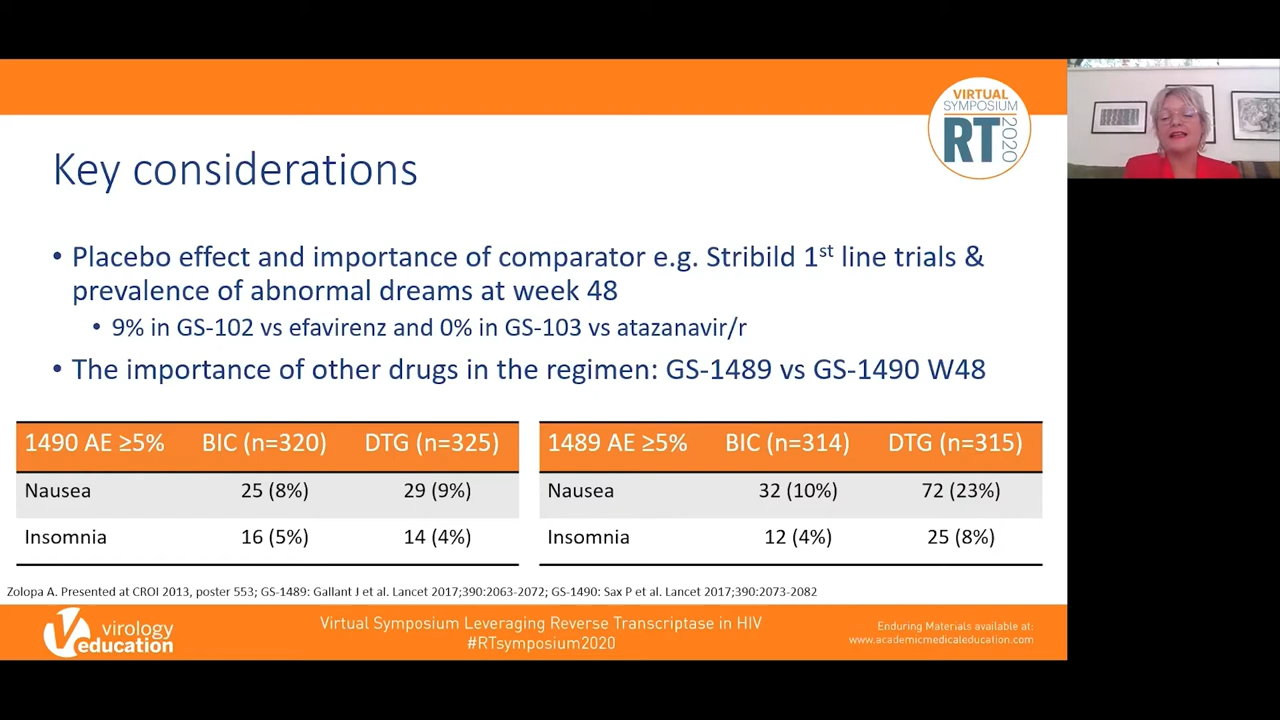 VIRTUAL
SYMPOSIUM
RT 2020
Key considerations
• Placebo effect and importance of comparator e.g. Stribild 1st line trials &
prevalence of abnormal dreams at week 48
• 9% in GS-102 vs efavirenz and 0% in GS-103 vs atazanavir/r
• The importance of other drugs in the regimen: GS-1489 vs GS-1490 W48
1490 AE ≥5% BIC (n=320) DTG (n=325)
Nausea 25 (8%) 29 (9%)
Insomnia 16 (5%) 14 (4%)
1489 AE ≥5% BIC (n=314) DTG (n=315)
Nausea 32 (10%) 72 (23%)
Insomnia 12 (4%) 25 (8%)
Zolopa A. Presented at CROI 2013, poster 553; GS-1489: Gallant J et al. Lancet 2017;390:2063-2072; GS-1490: Sax P et al. Lancet 2017;390:2073-2082
virology
education
Virtual Symposium Leveraging Reverse Transcriptase in HIV
#RTsymposium2020
Enduring Materials available at:
www.academicmedicaleducation.com